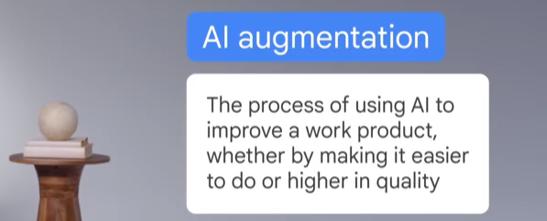 AI augmentation
The process of using AI to
improve a work product,
whether by making it easier
to do or higher in quality